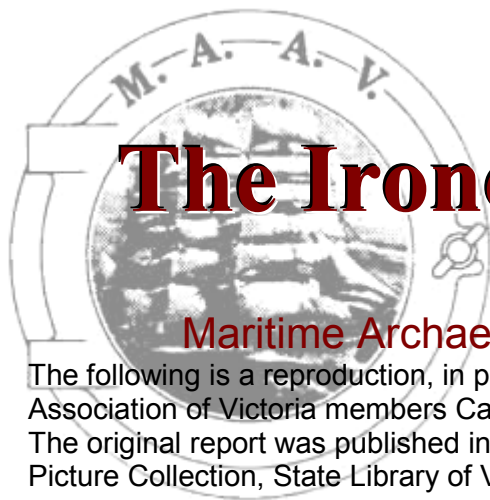 M. A. A. V.
The Iron
Maritime Archae
The following is a reproduction, in p
Association of Victoria members Ca
The original report was published in
Picture Collection, State Library of V